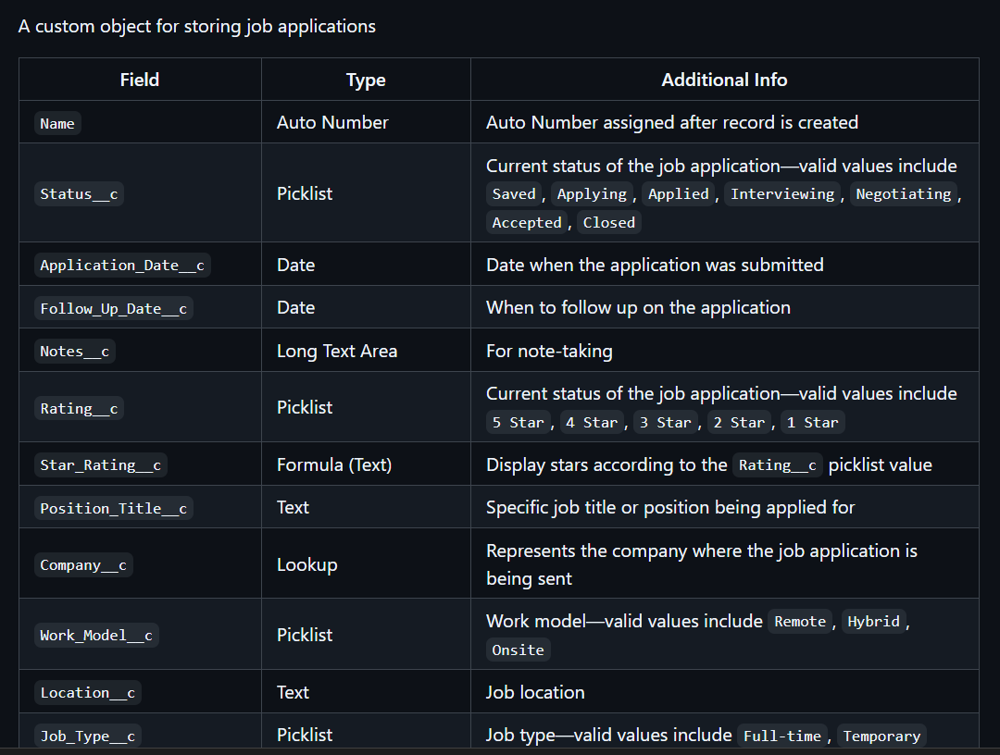 A custom object for storing job applications
Field Type Additional Info
Name Auto Number Auto Number assigned after record is created
Status__c Picklist Current status of the job application—valid values include
Saved, Applying, Applied, Interviewing, Negotiating,
Accepted, Closed
Application_Date__c Date Date when the application was submitted
Follow_Up_Date__c Date When to follow up on the application
Notes__c Long Text Area For note-taking
Rating__c Picklist Current status of the job application—valid values include
5 Star, 4 Star, 3 Star, 2 Star, 1 Star
Star_Rating__c Formula (Text) Display stars according to the Rating__c picklist value
Position_Title__c Text Specific job title or position being applied for
Company__c Lookup Represents the company where the job application is
being sent
Work_Model__c Picklist Work model—valid values include Remote, Hybrid,
Onsite
Location__c Text Job location
Job_Type__c Picklist Job type—valid values include Full-time, Temporary